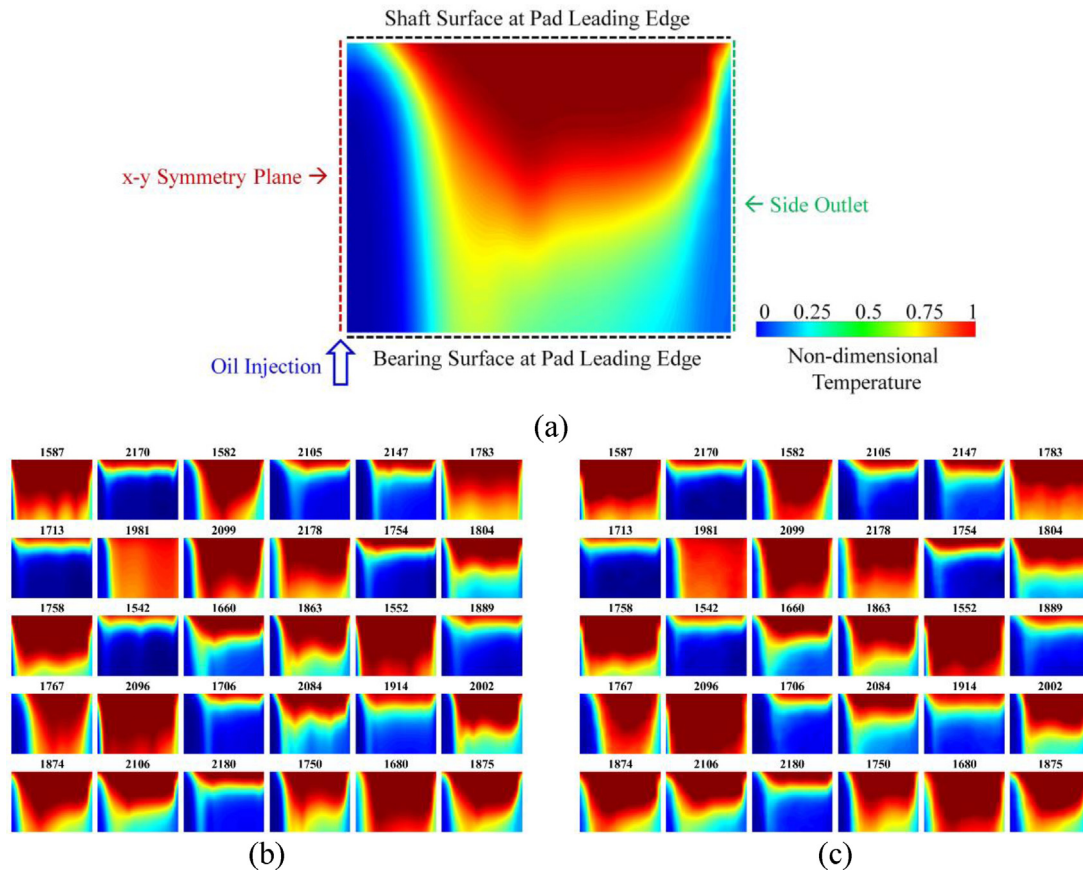 Shaft Surface at Pad Leading Edge
x-y Symmetry Plane →
← Side Outlet
0 0.25 0.5 0.75 1
Non-dimensional
Temperature
Oil Injection
Bearing Surface at Pad Leading Edge
(a)
1587 2170 1582 2105 2147 1783
1713 1981 2099 2178 1754 1804
1758 1542 1660 1863 1552 1889
1767 2096 1706 2084 1914 2002
1874 2106 2180 1750 1680 1875
(b)
1587 2170 1582 2105 2147 1783
1713 1981 2099 2178 1754 1804
1758 1542 1660 1863 1552 1889
1767 2096 1706 2084 1914 2002
1874 2106 2180 1750 1680 1875
(c)